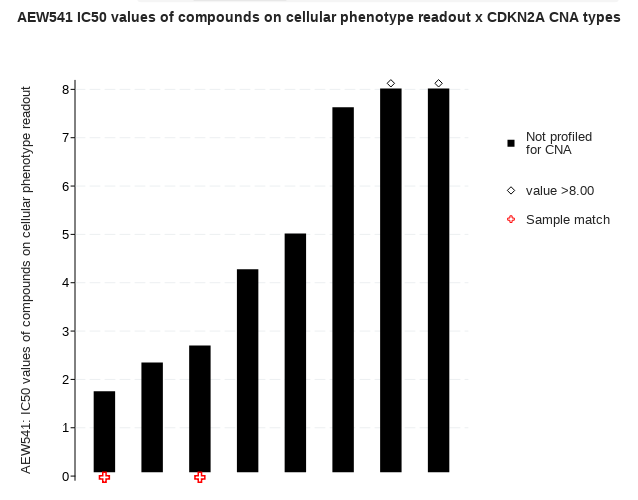 AEW541 IC50 values of compounds on cellular phenotype readout x CDKN2A CNA types
AEW541: IC50 values of compounds on cellular phenotype readout
8
7
6
5
4
3
2
1
0
Not profiled
for CNA
value >8.00
Sample match